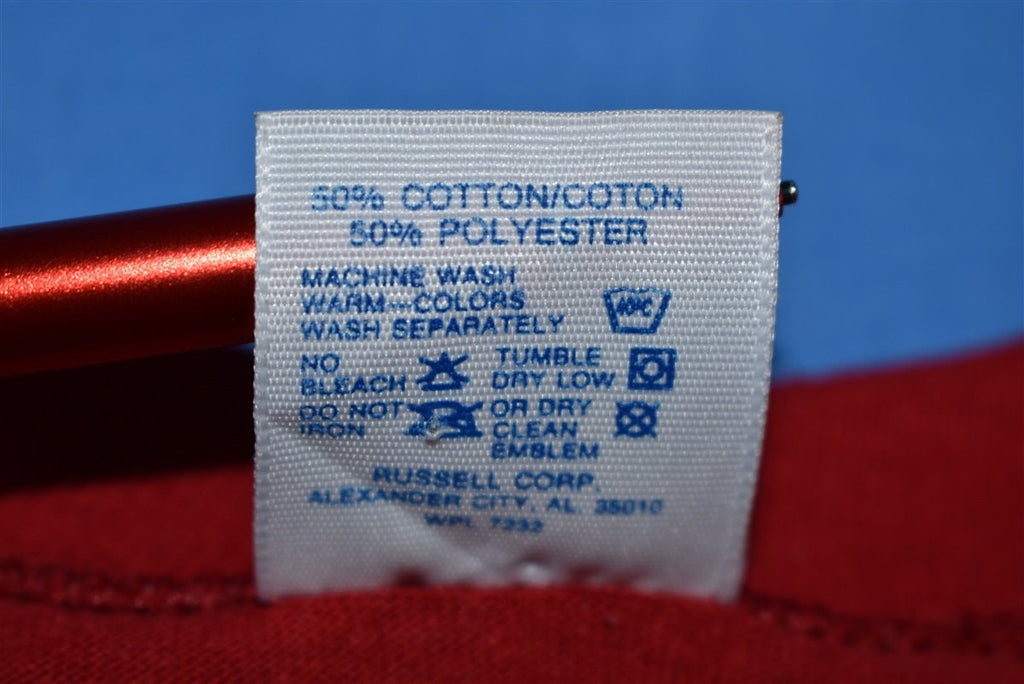 50% COTTON/COTON
50% POLYESTER
MACHINE WASH
WARM—COLORS
WASH SEPARATELY
40°C
NO
BLEACH
TUMBLE
DRY LOW
DO NOT
IRON
OR DRY
CLEAN
EMBLEM
RUSSELL CORP.
ALEXANDER CITY, AL. 35010
WPL 7232